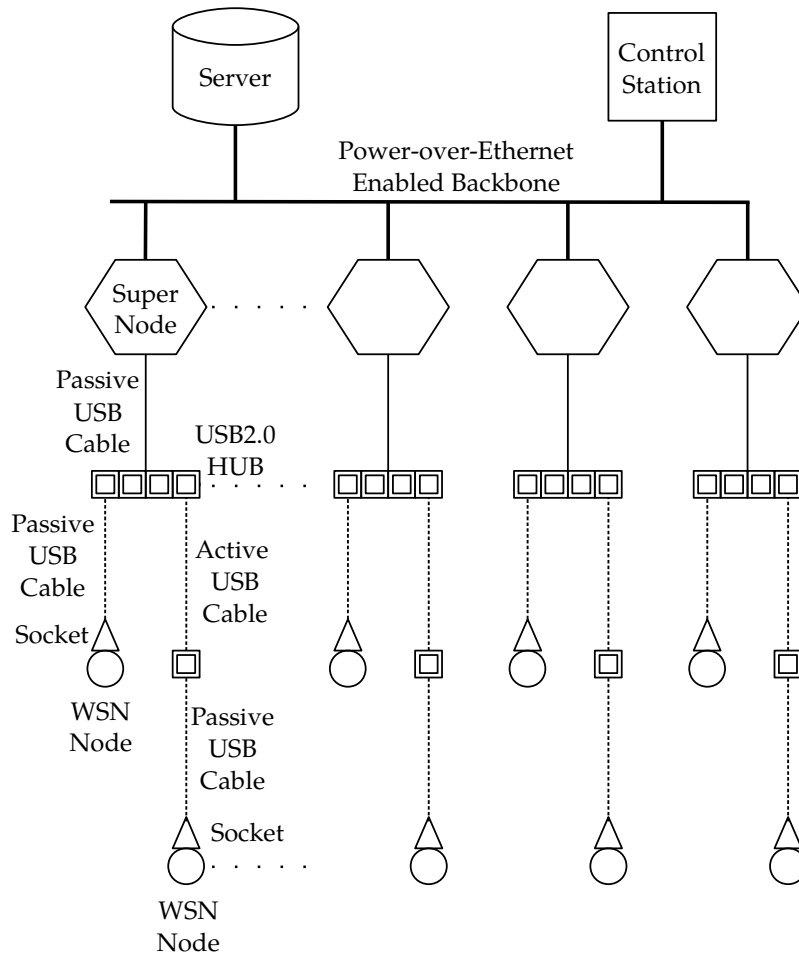 Server
Control
Station
Power-over-Ethernet
Enabled Backbone
Super
Node
Passive
USB
Cable
USB2.0
HUB
Passive
USB
Cable
Active
USB
Cable
Socket
WSN
Node
Passive
USB
Cable
Socket
WSN
Node